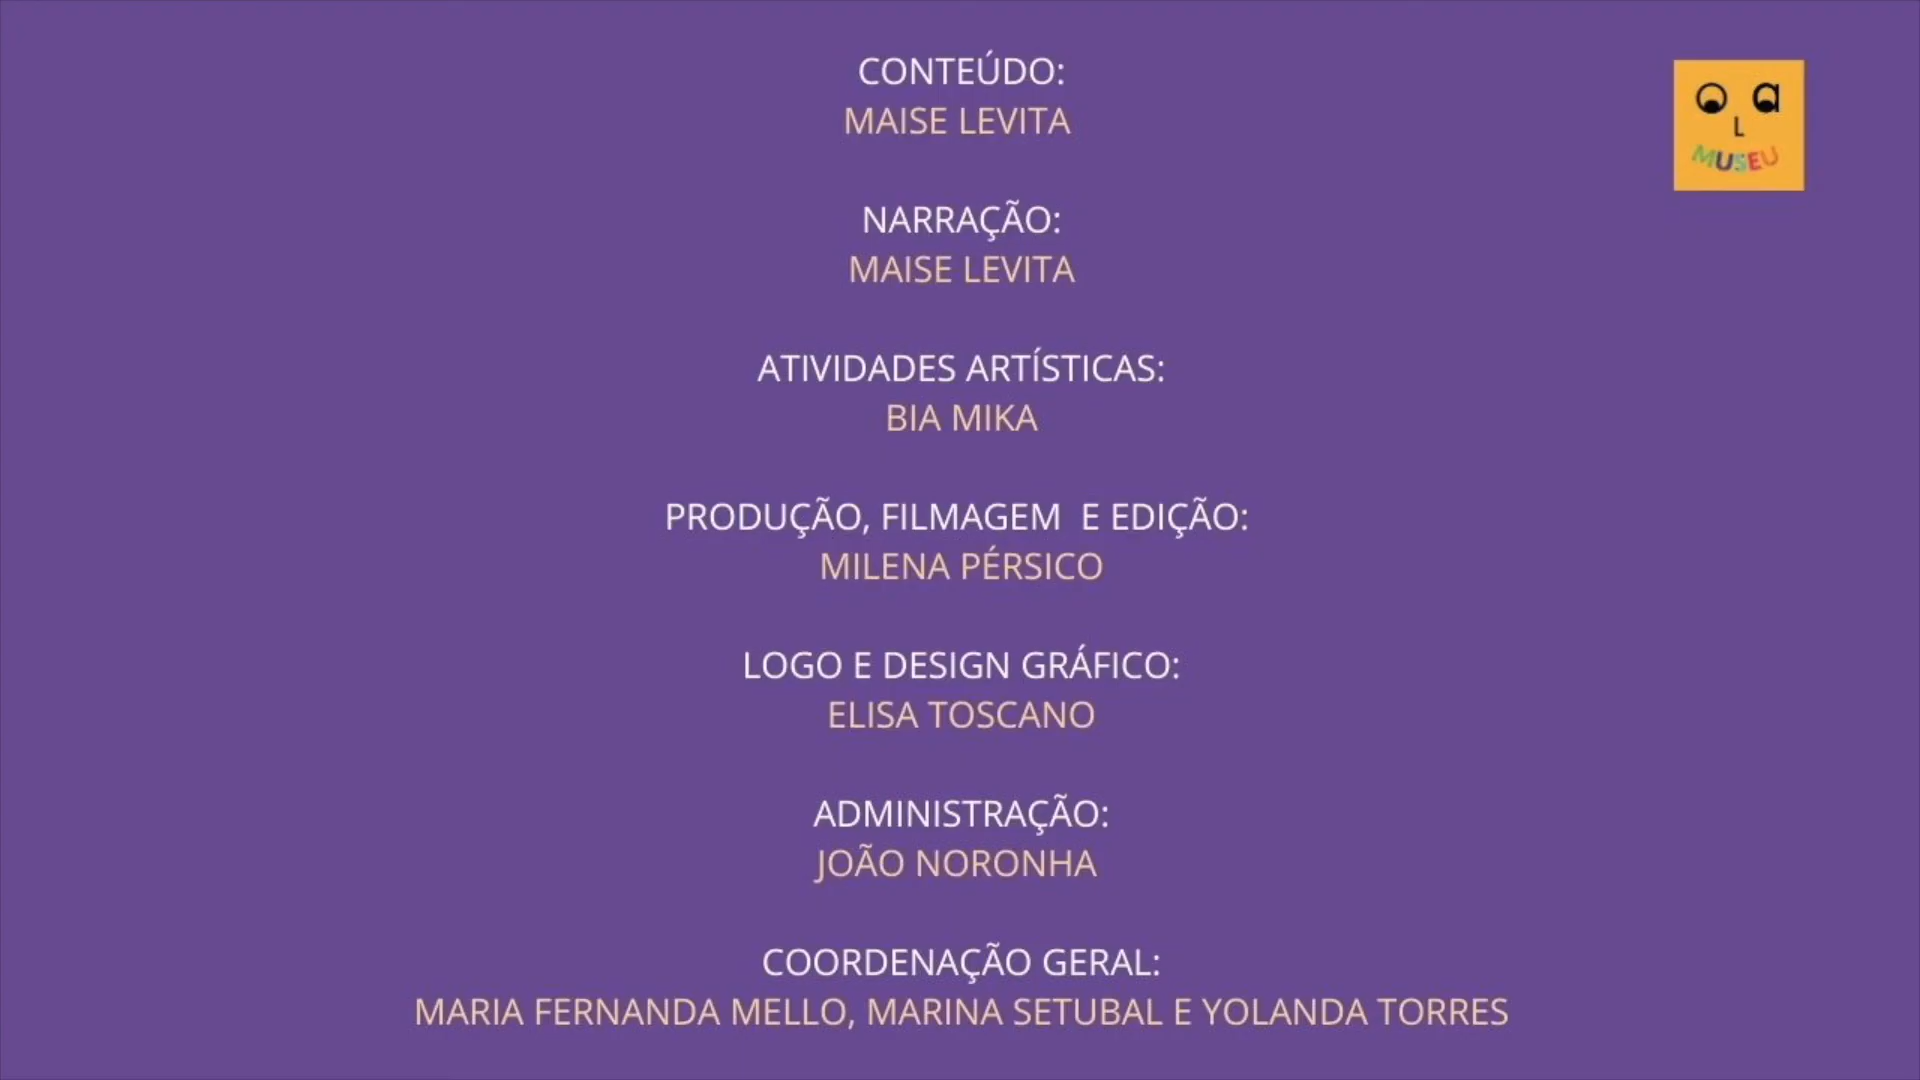 CONTEÚDO:
MAISE LEVITA
NARRAÇÃO:
MAISE LEVITA
ATIVIDADES ARTÍSTICAS:
BIA MIKA
PRODUÇÃO, FILMAGEM  E EDIÇÃO:
MILENA PÉRSICO
LOGO E DESIGN GRÁFICO:
ELISA TOSCANO
ADMINISTRAÇÃO:
JOÃO NORONHA
COORDENAÇÃO GERAL:
MARIA FERNANDA MELLO, MARINA SETUBAL E YOLANDA TORRES
O a
L
MUSEU